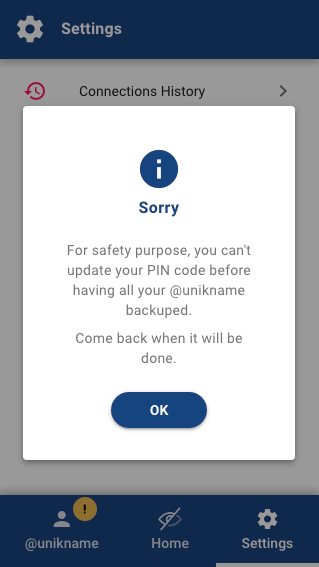 Settings
Connections History
Sorry
For safety purpose, you can't
update your PIN code before
having all your @unikname
backuped.
Come back when it will be
done.
OK
!
@unikname
Home
Settings